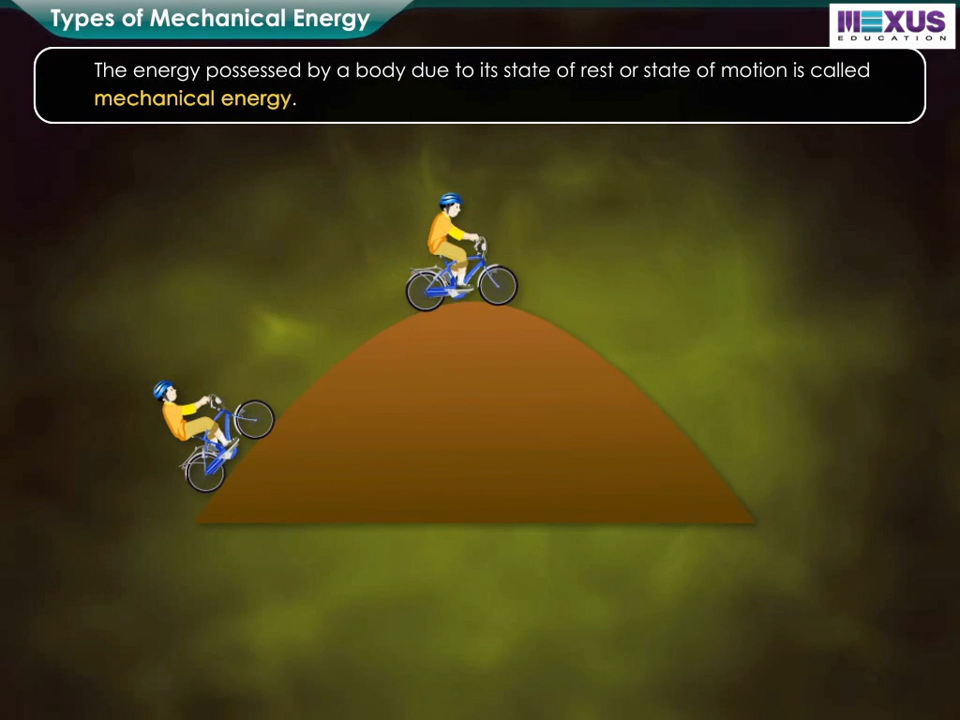 Types of Mechanical Energy
MEXUS
EDUCATION
The energy possessed by a body due to its state of rest or state of motion is called
mechanical energy.